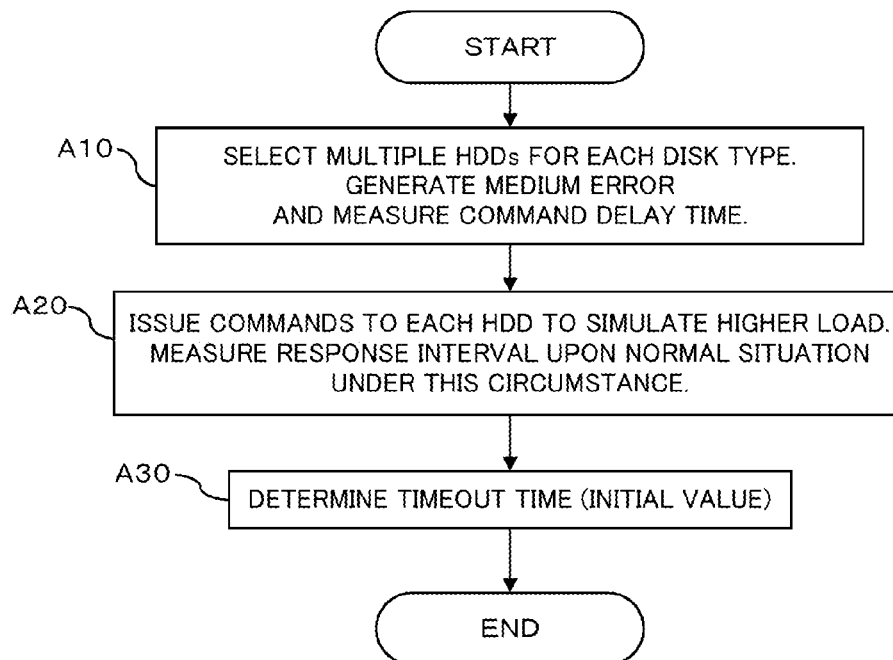 START
A10
SELECT MULTIPLE HDDs FOR EACH DISK TYPE.
GENERATE MEDIUM ERROR
AND MEASURE COMMAND DELAY TIME.
A20
ISSUE COMMANDS TO EACH HDD TO SIMULATE HIGHER LOAD.
MEASURE RESPONSE INTERVAL UPON NORMAL SITUATION
UNDER THIS CIRCUMSTANCE.
A30
DETERMINE TIMEOUT TIME (INITIAL VALUE)
END